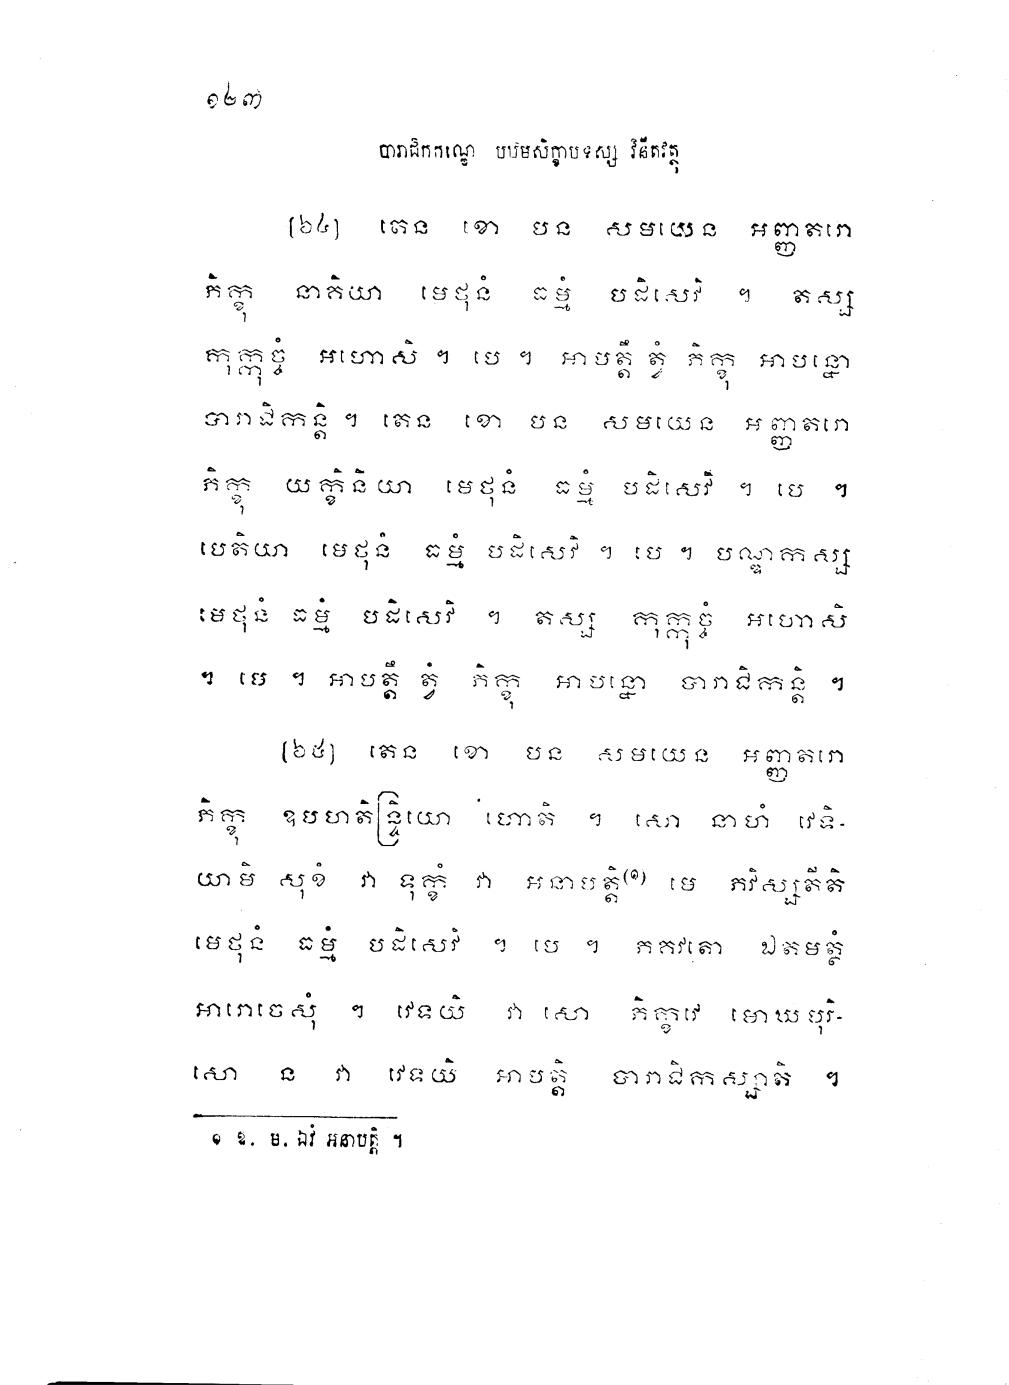 ១២៣
បារាជិកកណ្ឌេ បឋមសិក្ខាបទស្ស វិនីតវត្ថុ
(៦៤) តេន ខោ បន សមយេន អញ្ញតរោ
ភិក្ខុ នាគិយា មេថុនំ ធម្មំ បដិសេវិ ។ តស្ស
កុក្កុច្ចំ អហោសិ ។ បេ ។ អាបត្តឹ ត្វំ ភិក្ខុ អាបន្នោ
បារាជិកន្តិ ។ តេន ខោ បន សមយេន អញ្ញតរោ
ភិក្ខុ យក្ខិនិយា មេថុនំ ធម្មំ បដិសេវិ ។ បេ ។
បេតិយា មេថុនំ ធម្មំ បដិសេវិ ។ បេ ។ បណ្ឌកស្ស
មេថុនំ ធម្មំ បដិសេវិ ។ តស្ស កុក្កុច្ចំ អហោសិ
។ បេ ។ អាបត្តឹ ត្វំ ភិក្ខុ អាបន្នោ បារាជិកន្តិ ។
(៦៥) តេន ខោ បន សមយេន អញ្ញតរោ
ភិក្ខុ ឧបហតិន្ទ្រិយោ ហោតិ ។ សោ នាហំ វេទិ-
យាមិ សុខំ វា ទុក្ខំ វា អនាបត្តិ(១) មេ ភវិស្សតីតិ
មេថុនំ ធម្មំ បដិសេវិ ។ បេ ។ ភគវតោ ឯតមត្ថំ
អារោចេសុំ ។ វេទយិ វា សោ ភិក្ខវេ មោឃបុរិ-
សោ ន វា វេទយិ អាបត្តិ បារាជិកស្សាតិ ។
១ ឱ. ម. ឯវំ អនាបត្តិ ។